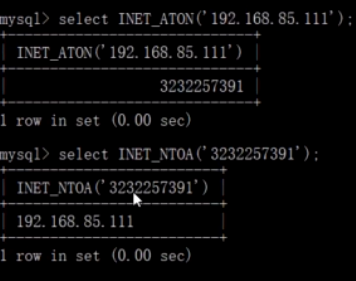 mysql> select INET_ATON('192.168.85.111');
INET_ATON('192.168.85.111')
3232257391
1 row in set (0.00 sec)
mysql> select INET_NTOA('3232257391');
INET_NTOA('3232257391')
192.168.85.111
1 row in set (0.00 sec)